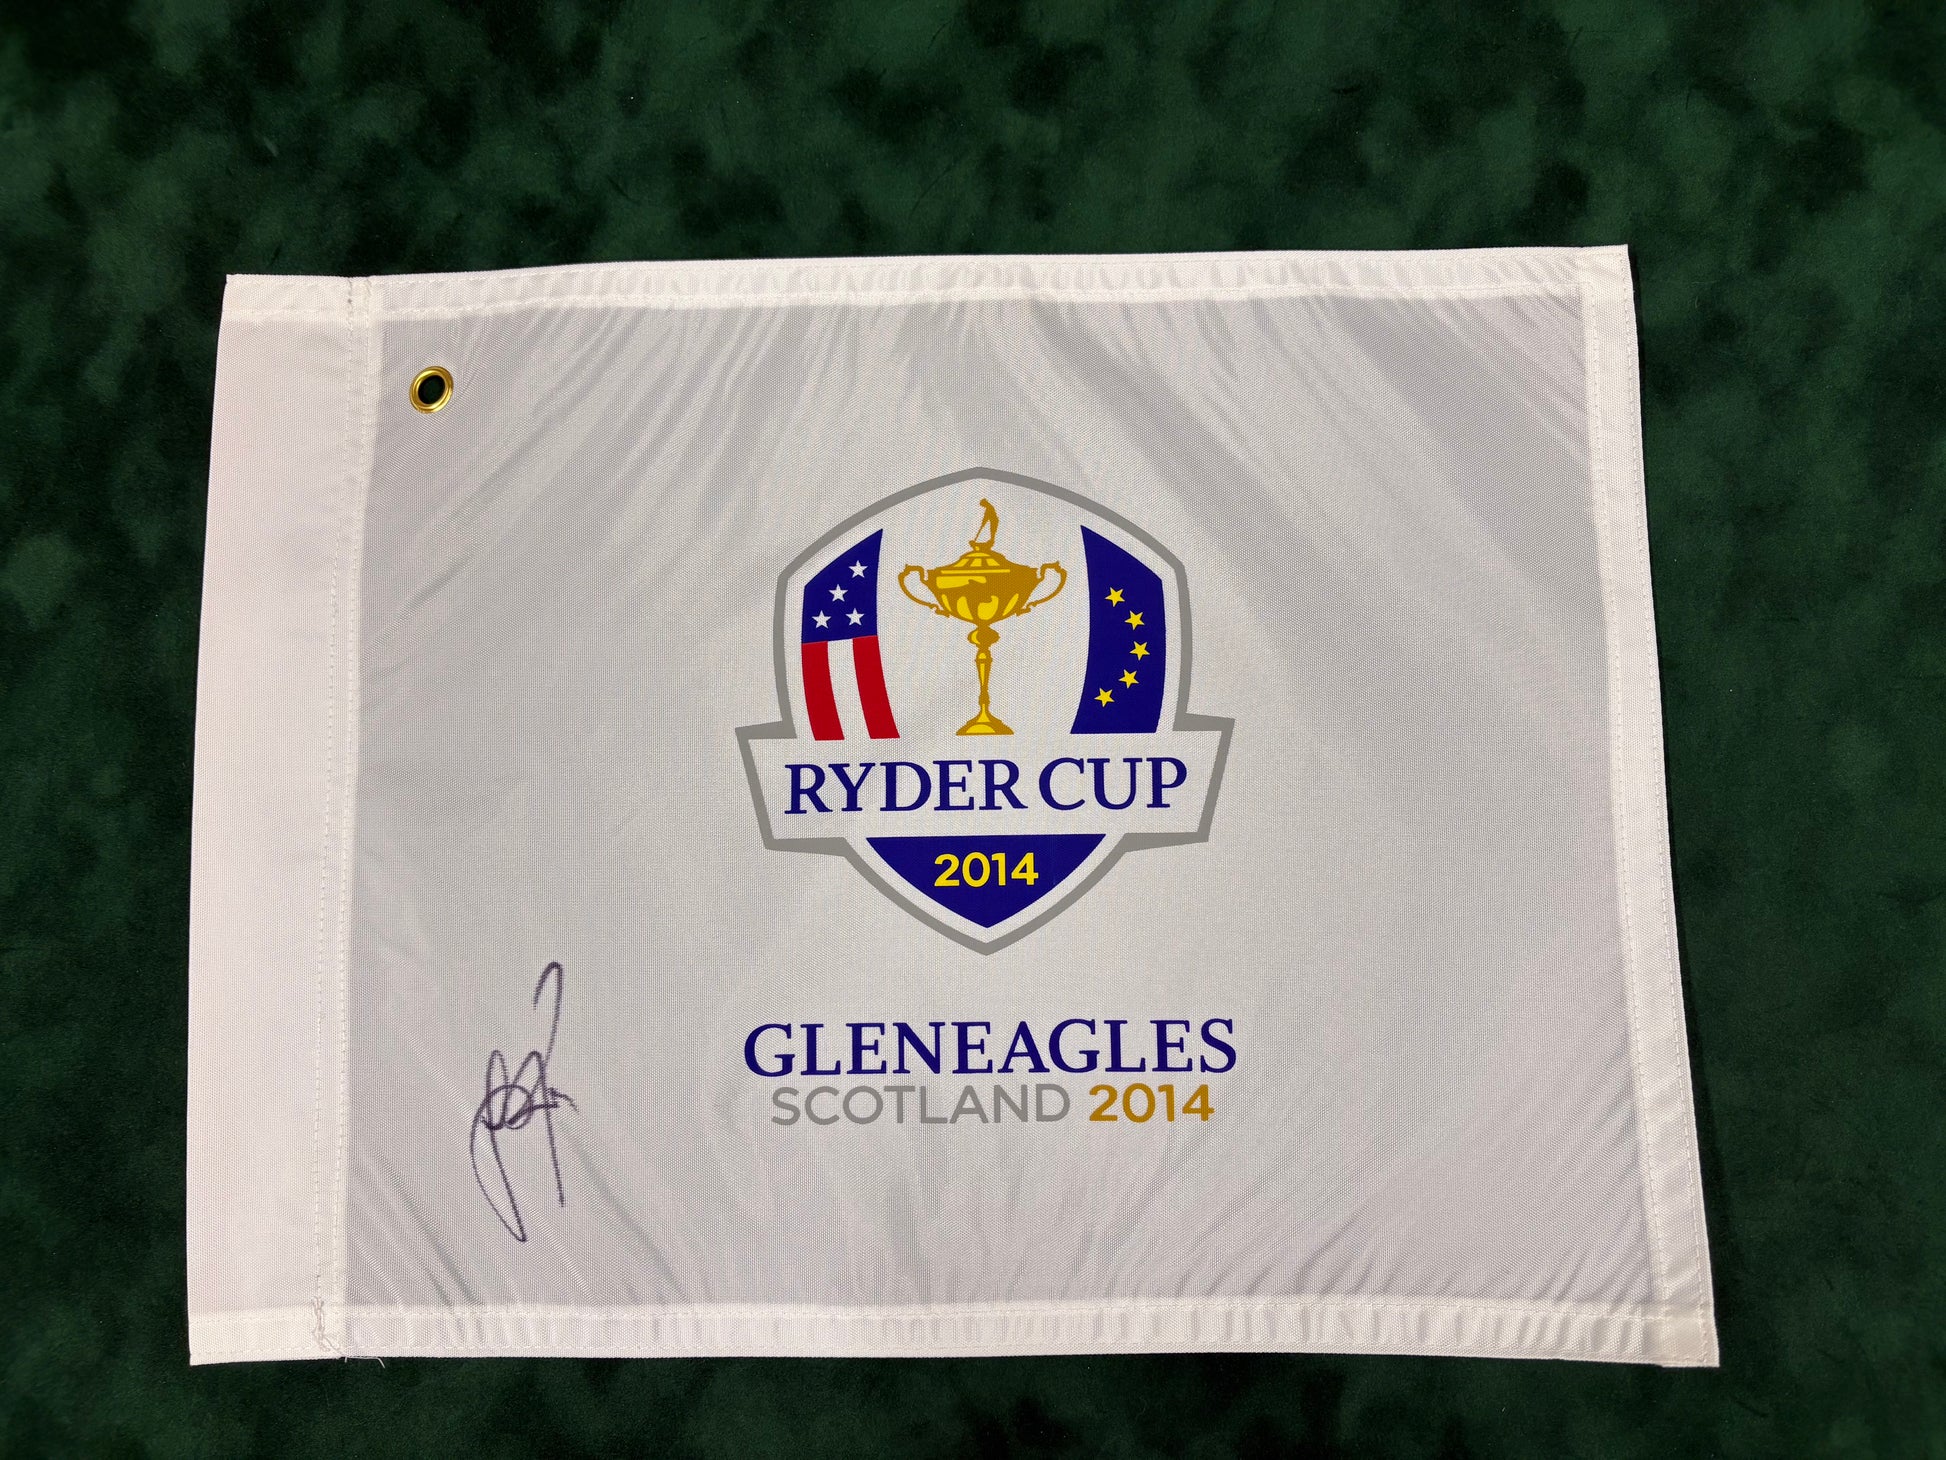 RYDER CUP
2014
GLENEAGLES
SCOTLAND 2014